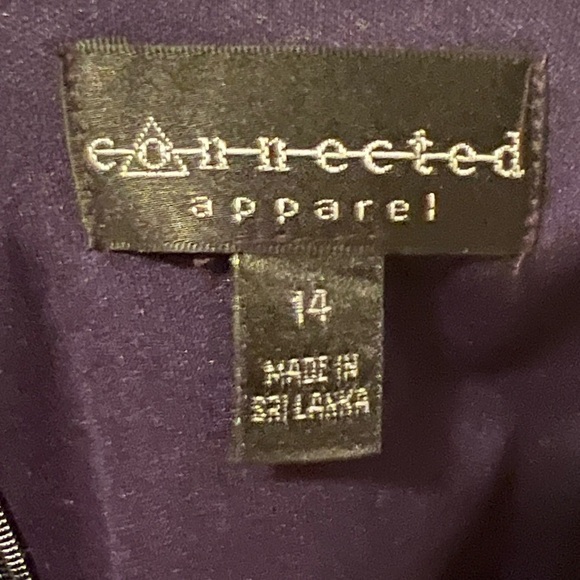 connected
apparel
14
MADE IN
SRI LANKA